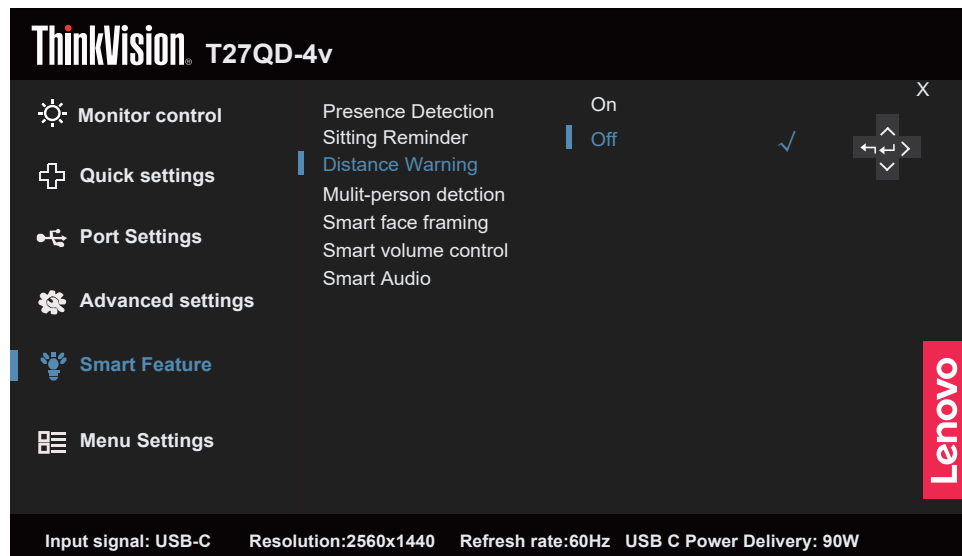 ThinkVision® T27QD-4v
X
Monitor control
Quick settings
Port Settings
Advanced settings
Smart Feature
Menu Settings
Presence Detection
Sitting Reminder
Distance Warning
Mulit-person detction
Smart face framing
Smart volume control
Smart Audio
On
Off √
Lenovo
Input signal: USB-C Resolution:2560x1440 Refresh rate:60Hz USB C Power Delivery: 90W